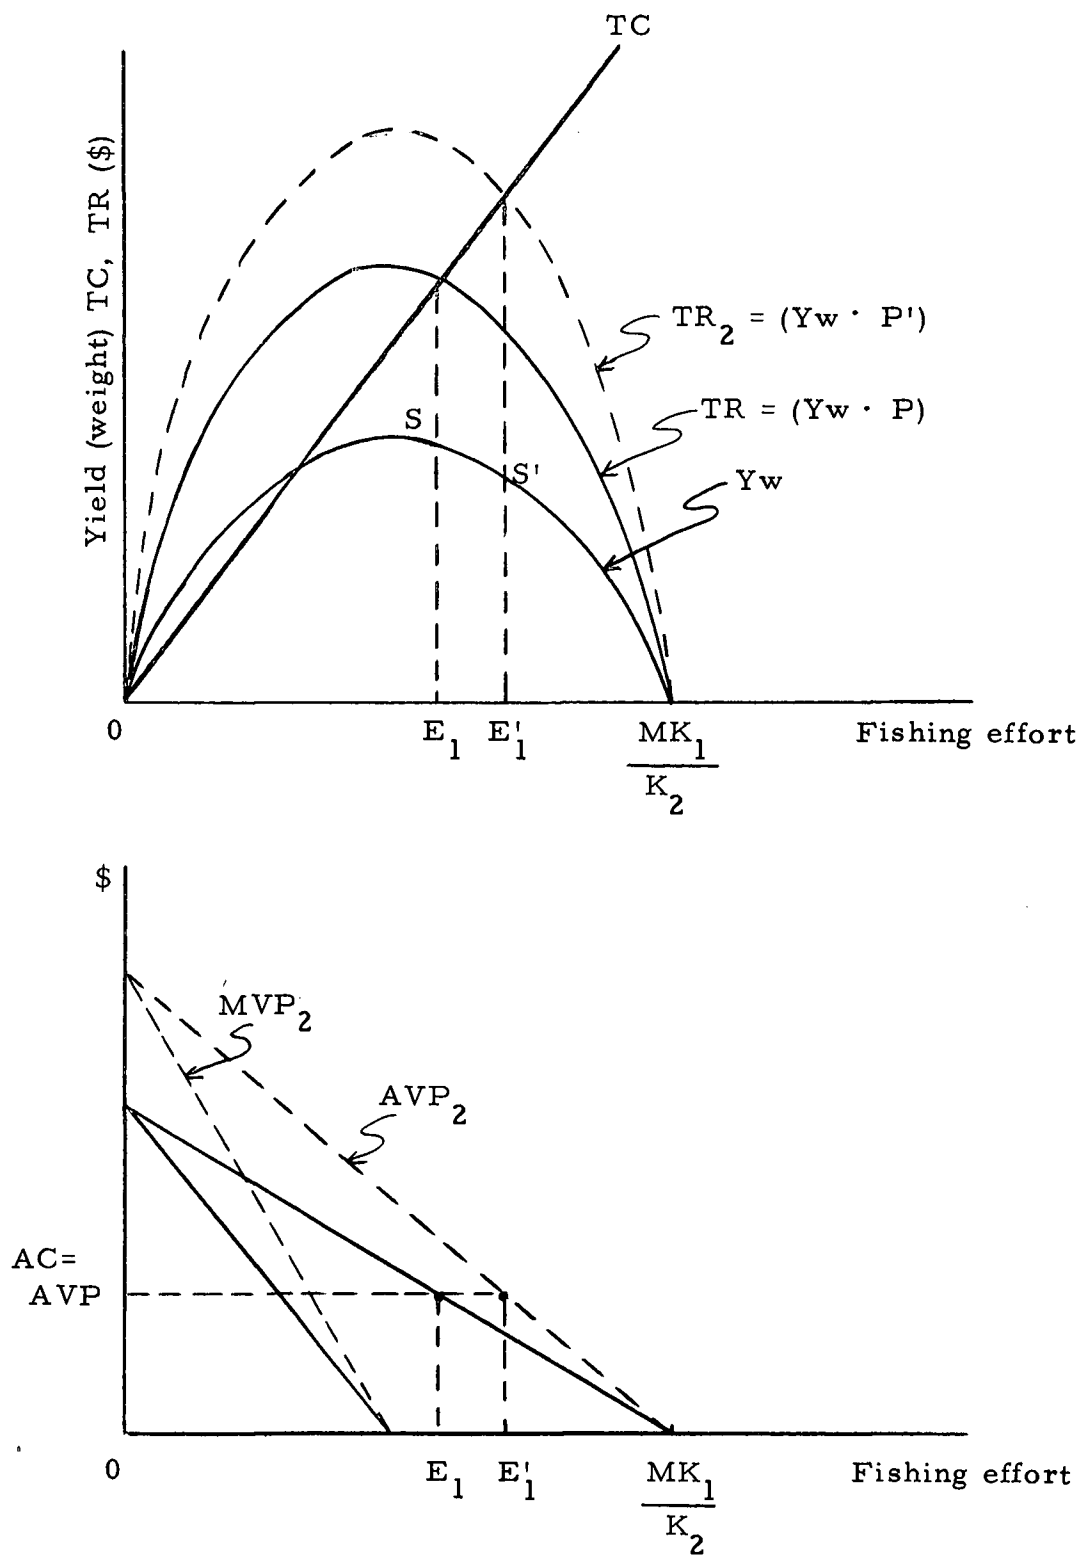 TC
Yield (weight) TC, TR ($)
TR2 = (Yw · P')
TR = (Yw · P)
S
S'
Yw
0
E1
E'1
MK1
K2
Fishing effort
$
MVP2
AVP2
AC=
AVP
0
E1
E'1
MK1
K2
Fishing effort